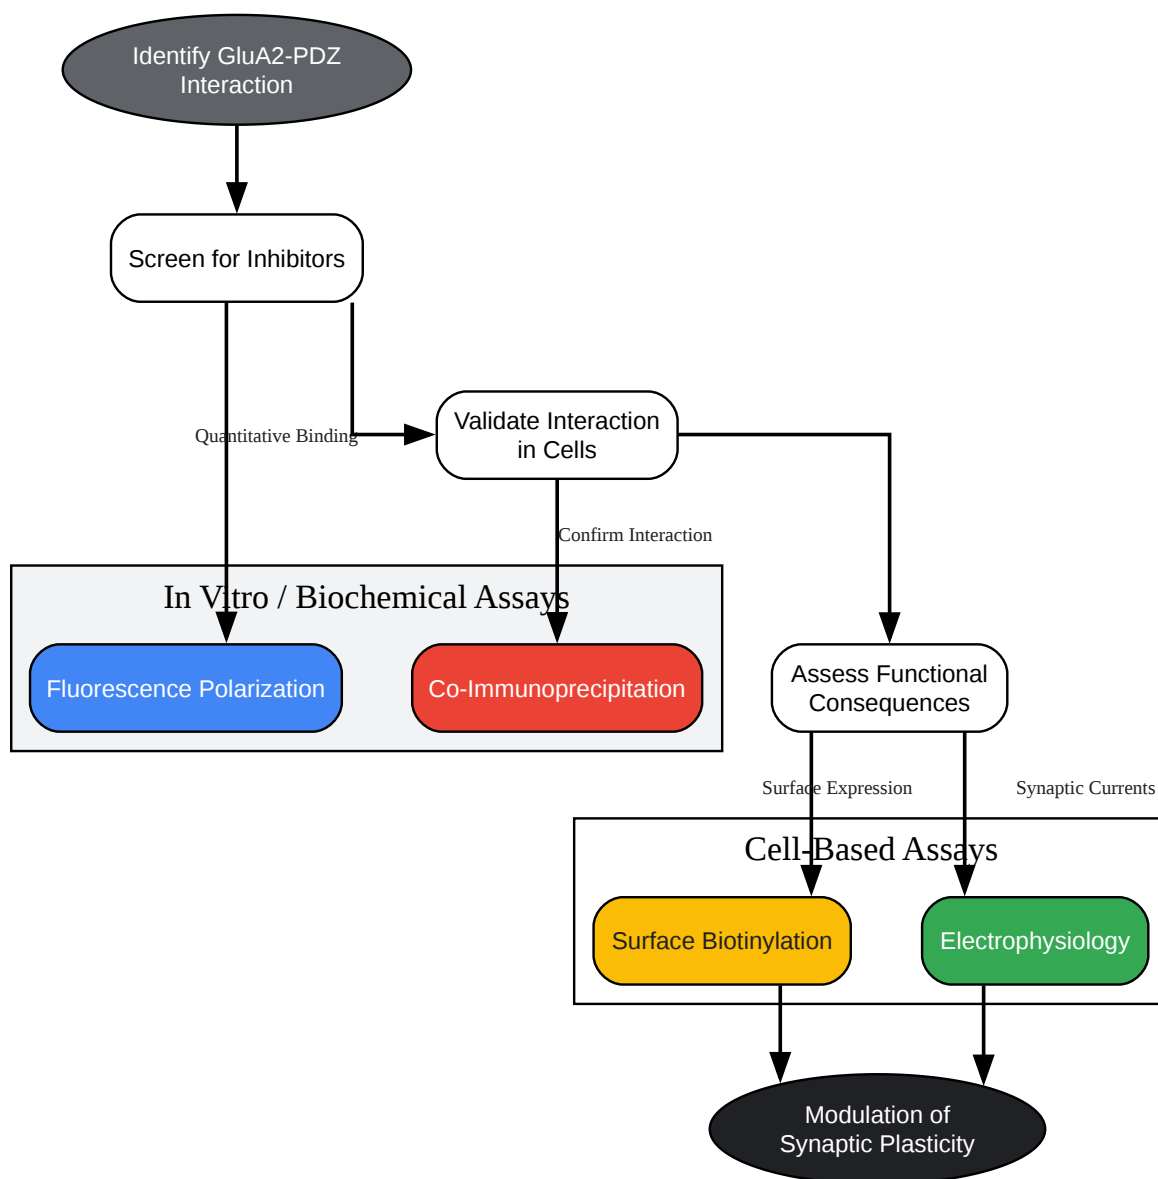 Identify GluA2-PDZ
Interaction
Screen for Inhibitors
Quantitative Binding
Validate Interaction
in Cells
Confirm Interaction
In Vitro / Biochemical Assays
Fluorescence Polarization
Co-Immunoprecipitation
Assess Functional
Consequences
Surface Expression
Synaptic Currents
Cell-Based Assays
Surface Biotinylation
Electrophysiology
Modulation of
Synaptic Plasticity